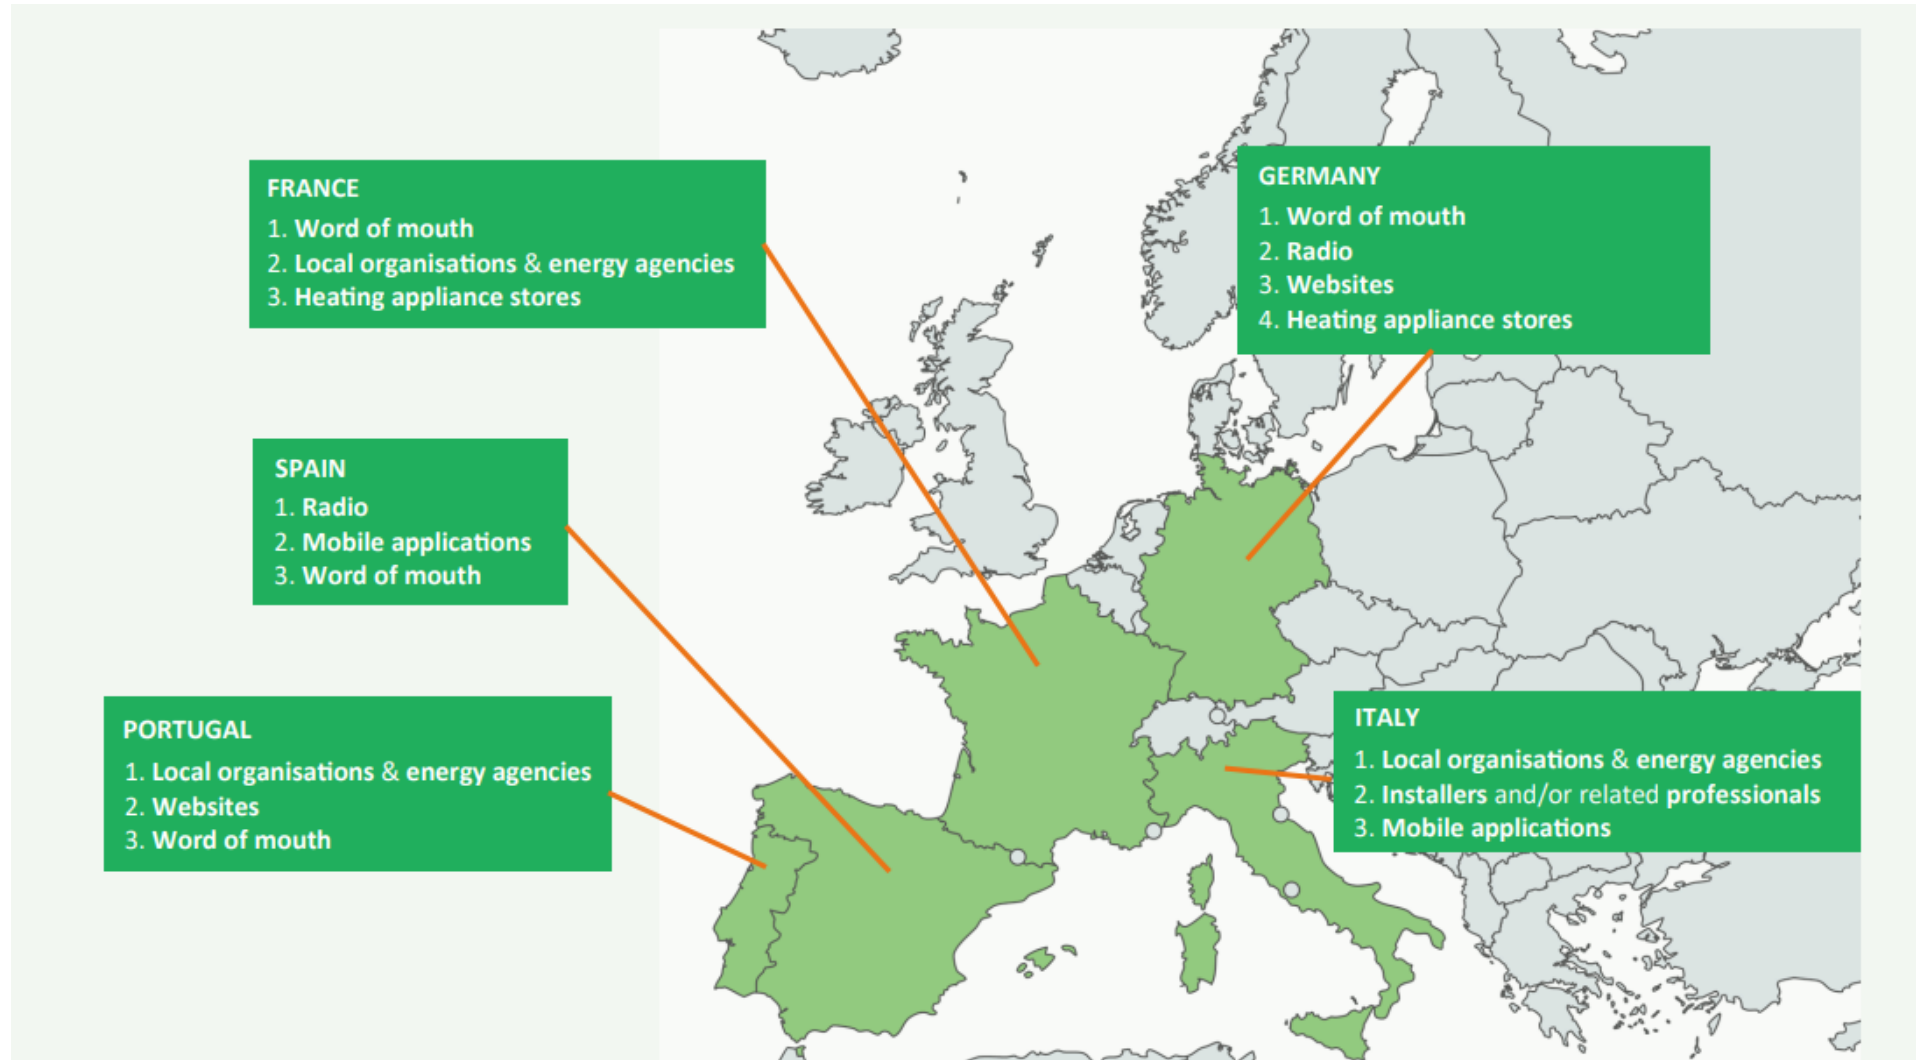 FRANCE
1. Word of mouth
2. Local organisations & energy agencies
3. Heating appliance stores
GERMANY
1. Word of mouth
2. Radio
3. Websites
4. Heating appliance stores
SPAIN
1. Radio
2. Mobile applications
3. Word of mouth
PORTUGAL
1. Local organisations & energy agencies
2. Websites
3. Word of mouth
ITALY
1. Local organisations & energy agencies
2. Installers and/or related professionals
3. Mobile applications